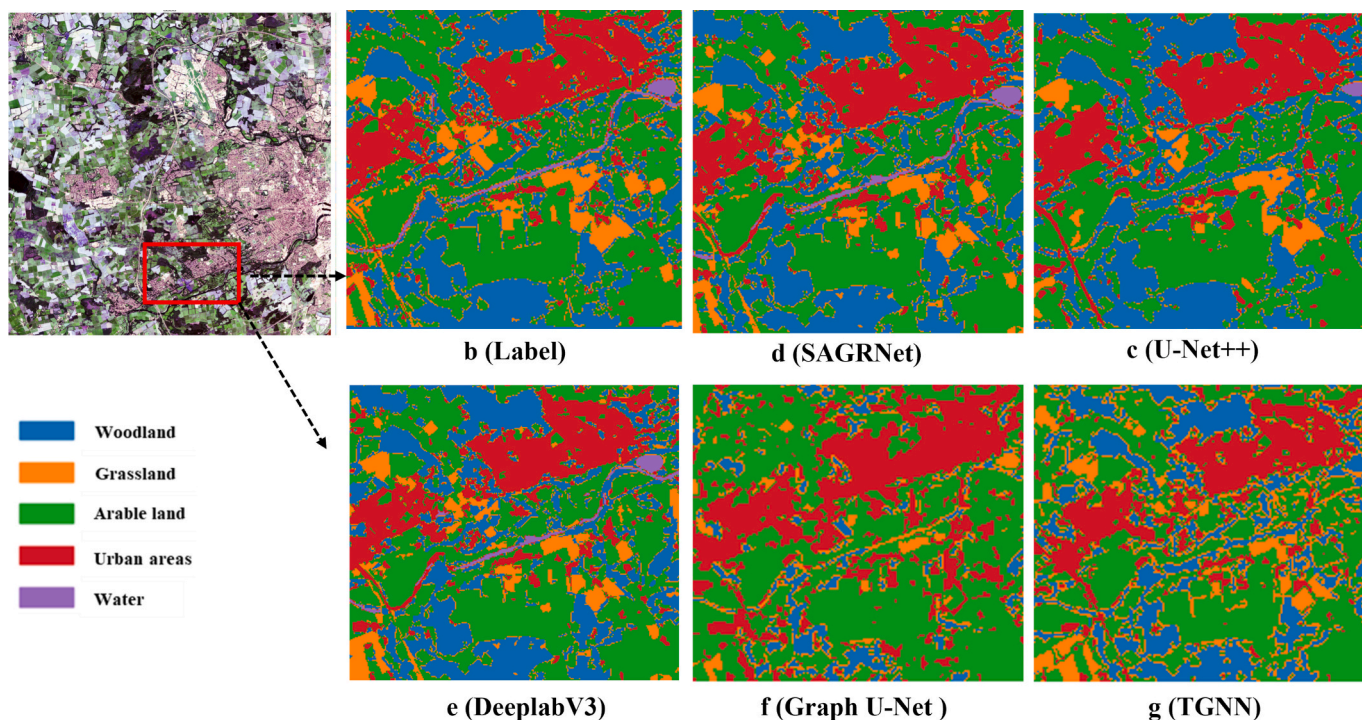 b (Label)
d (SAGRNet)
c (U-Net++)
Woodland
Grassland
Arable land
Urban areas
Water
e (DeeplabV3)
f (Graph U-Net )
g (TGNN)